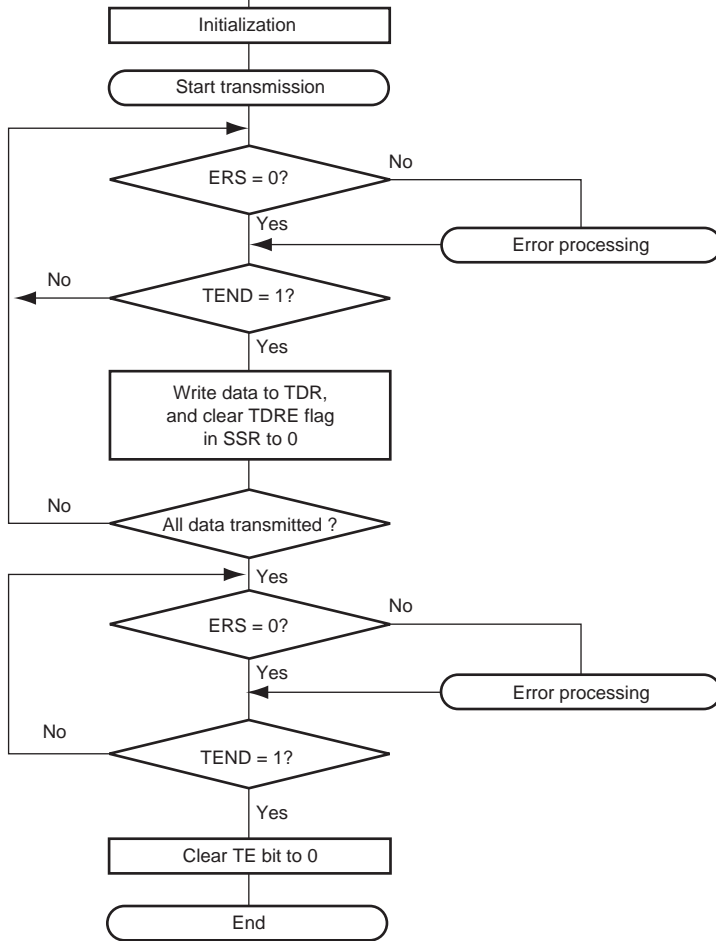 Initialization
Start transmission
ERS = 0?
No
Yes
Error processing
No
TEND = 1?
Yes
Write data to TDR,
and clear TDRE flag
in SSR to 0
No
All data transmitted ?
Yes
ERS = 0?
No
Yes
Error processing
No
TEND = 1?
Yes
Clear TE bit to 0
End